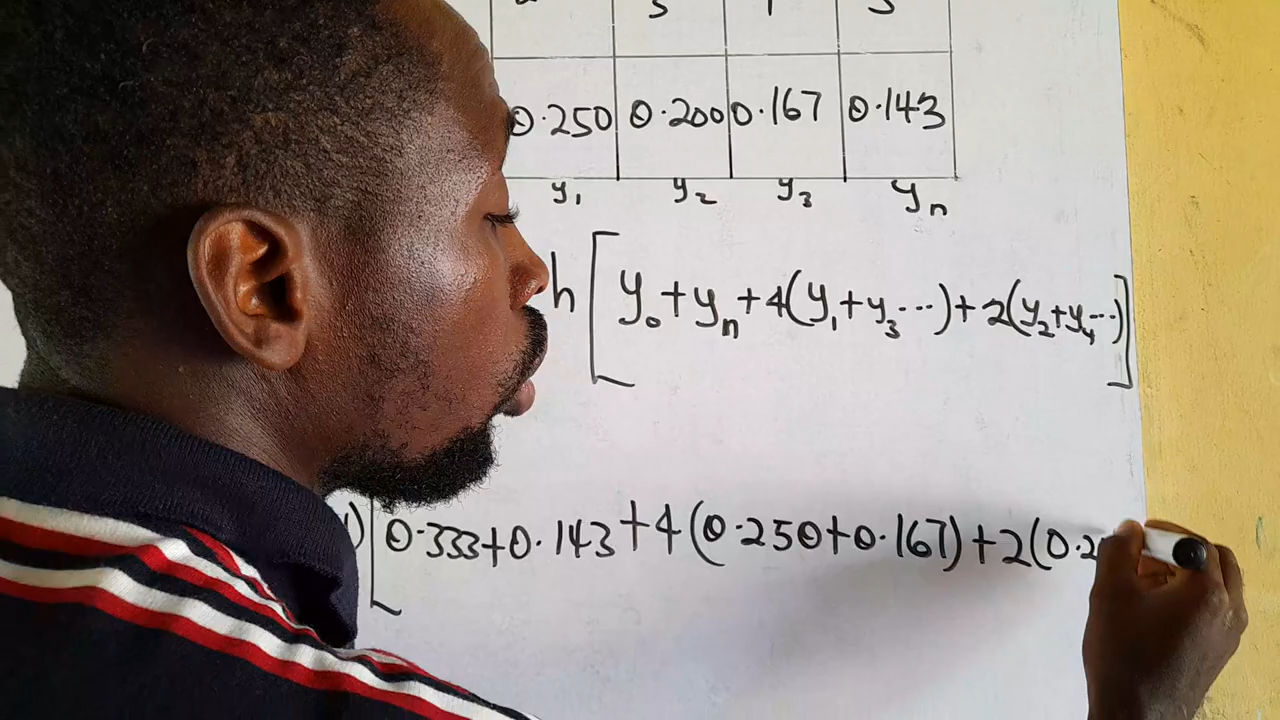 0.250 0.200 0.167 0.143
y₁ y₂ y₃ yₙ
h [y₀+yₙ+4(y₁+y₃...)+2(y₂+y₄...)]
) [0.333+0.143+4(0.250+0.167)+2(0.2